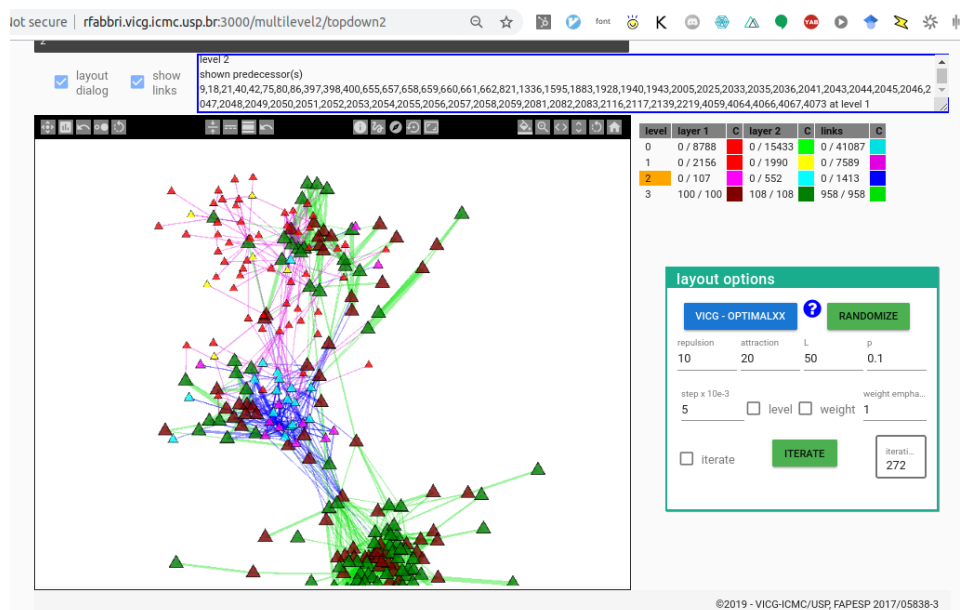 Not secure | rfabbri.vicg.icmc.usp.br:3000/multilevel2/topdown2
font
K
YAB
2
layout dialog
show links
level 2
shown predecessor(s)
9,18,21,40,42,75,80,86,397,398,400,655,657,658,659,660,661,662,821,1336,1595,1883,1928,1940,1943,2005,2025,2033,2035,2036,2041,2043,2044,2045,2046,2
047,2048,2049,2050,2051,2052,2053,2054,2055,2056,2057,2058,2059,2081,2082,2083,2116,2117,2139,2219,4059,4064,4066,4067,4073 at level 1
level layer 1 C layer 2 C links C
0 0 / 8788 0 / 15433 0 / 41087
1 0 / 2156 0 / 1990 0 / 7589
2 0 / 107 0 / 552 0 / 1413
3 100 / 100 108 / 108 958 / 958
layout options
VICG - OPTIMALXX ? RANDOMIZE
repulsion attraction L p
10 20 50 0.1
step x 10e-3 weight empha...
5 level weight 1
iterate ITERATE iterati...
272
©2019 - VICG-ICMC/USP, FAPESP 2017/05838-3